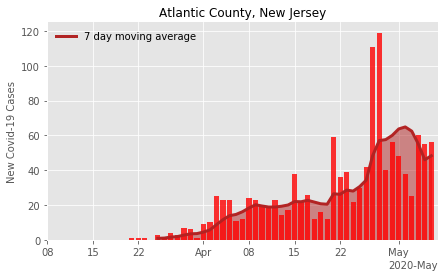 Atlantic County, New Jersey
7 day moving average
New Covid-19 Cases
120
100
80
60
40
20
0
08
15
22
Apr
08
15
22
May
2020-May